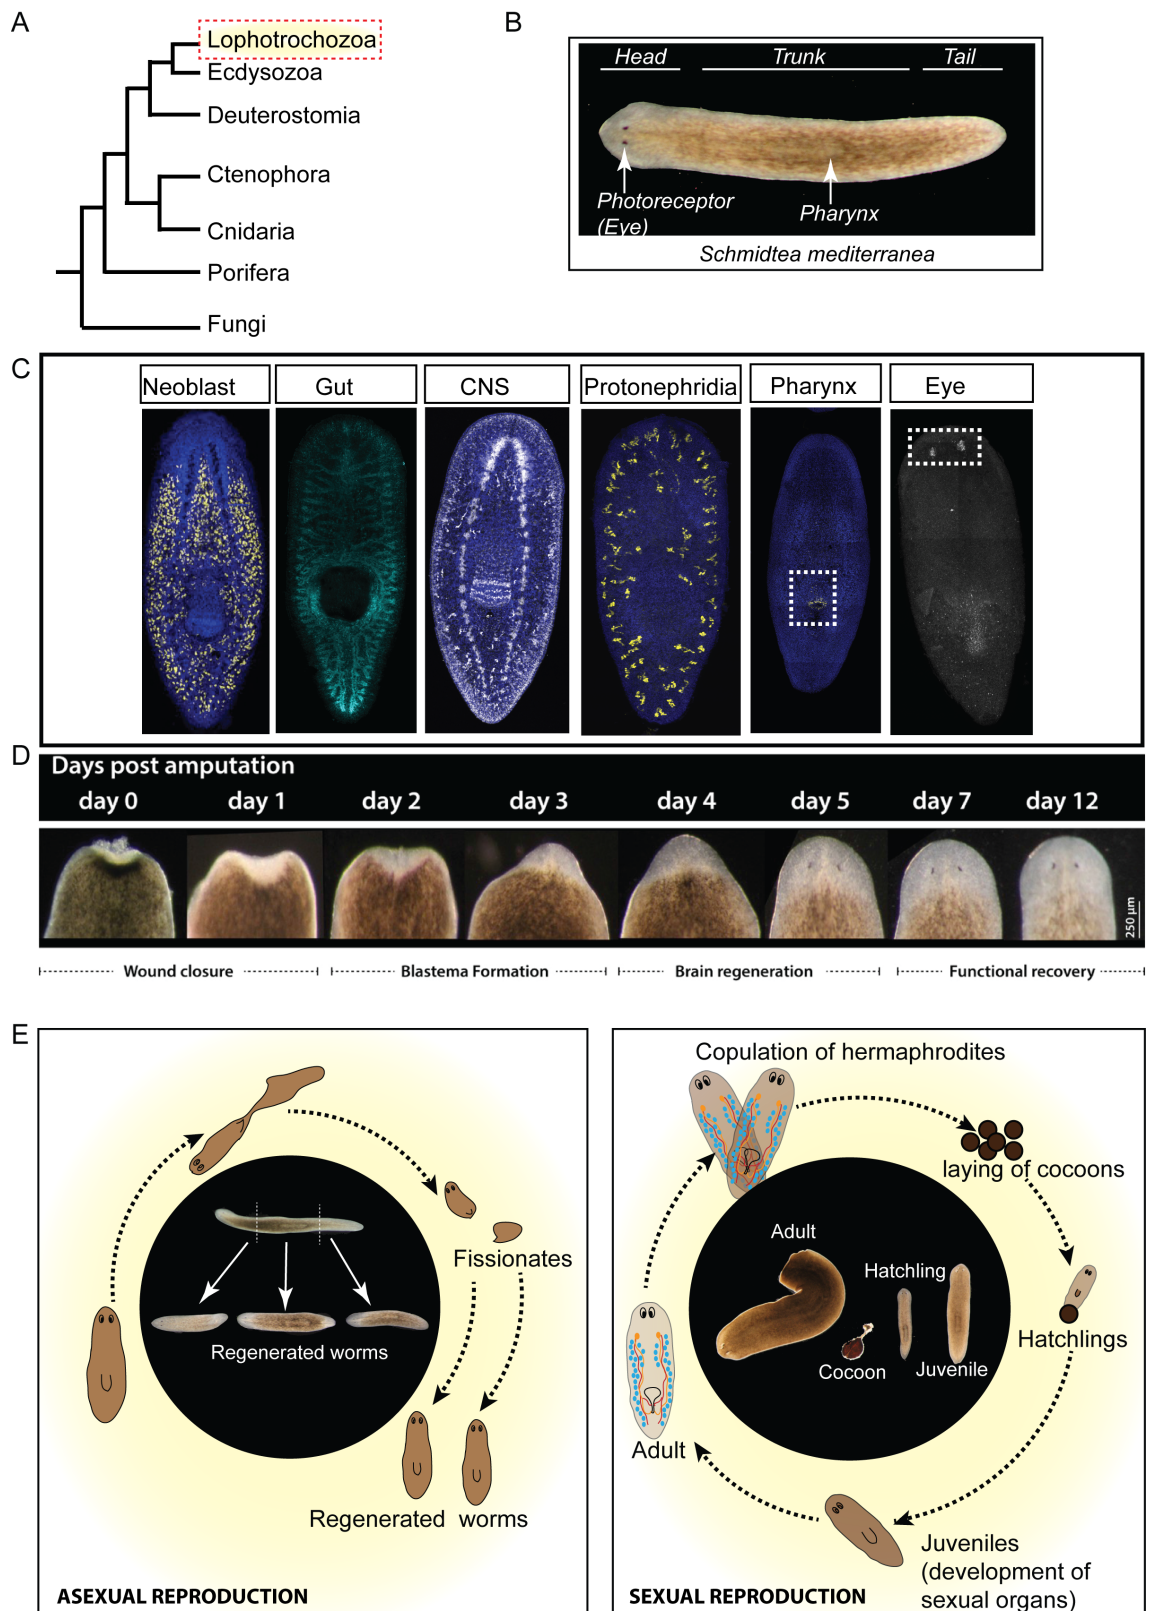 A
Lophotrochozoa
Ecdysozoa
Deuterostomia
Ctenophora
Cnidaria
Porifera
Fungi
B
Head Trunk Tail
Photoreceptor
(Eye)
Pharynx
Schmidtea mediterranea
C
Neoblast Gut CNS Protonephridia Pharynx Eye
D
Days post amputation
day 0 day 1 day 2 day 3 day 4 day 5 day 7 day 12
250 µm
Wound closure Blastema Formation Brain regeneration Functional recovery
E
Fissionates
Regenerated worms
Regenerated worms
ASEXUAL REPRODUCTION
Copulation of hermaphrodites
laying of cocoons
Adult
Hatchling
Hatchlings
Cocoon
Juvenile
Adult
Juveniles
(development of
sexual organs)
SEXUAL REPRODUCTION